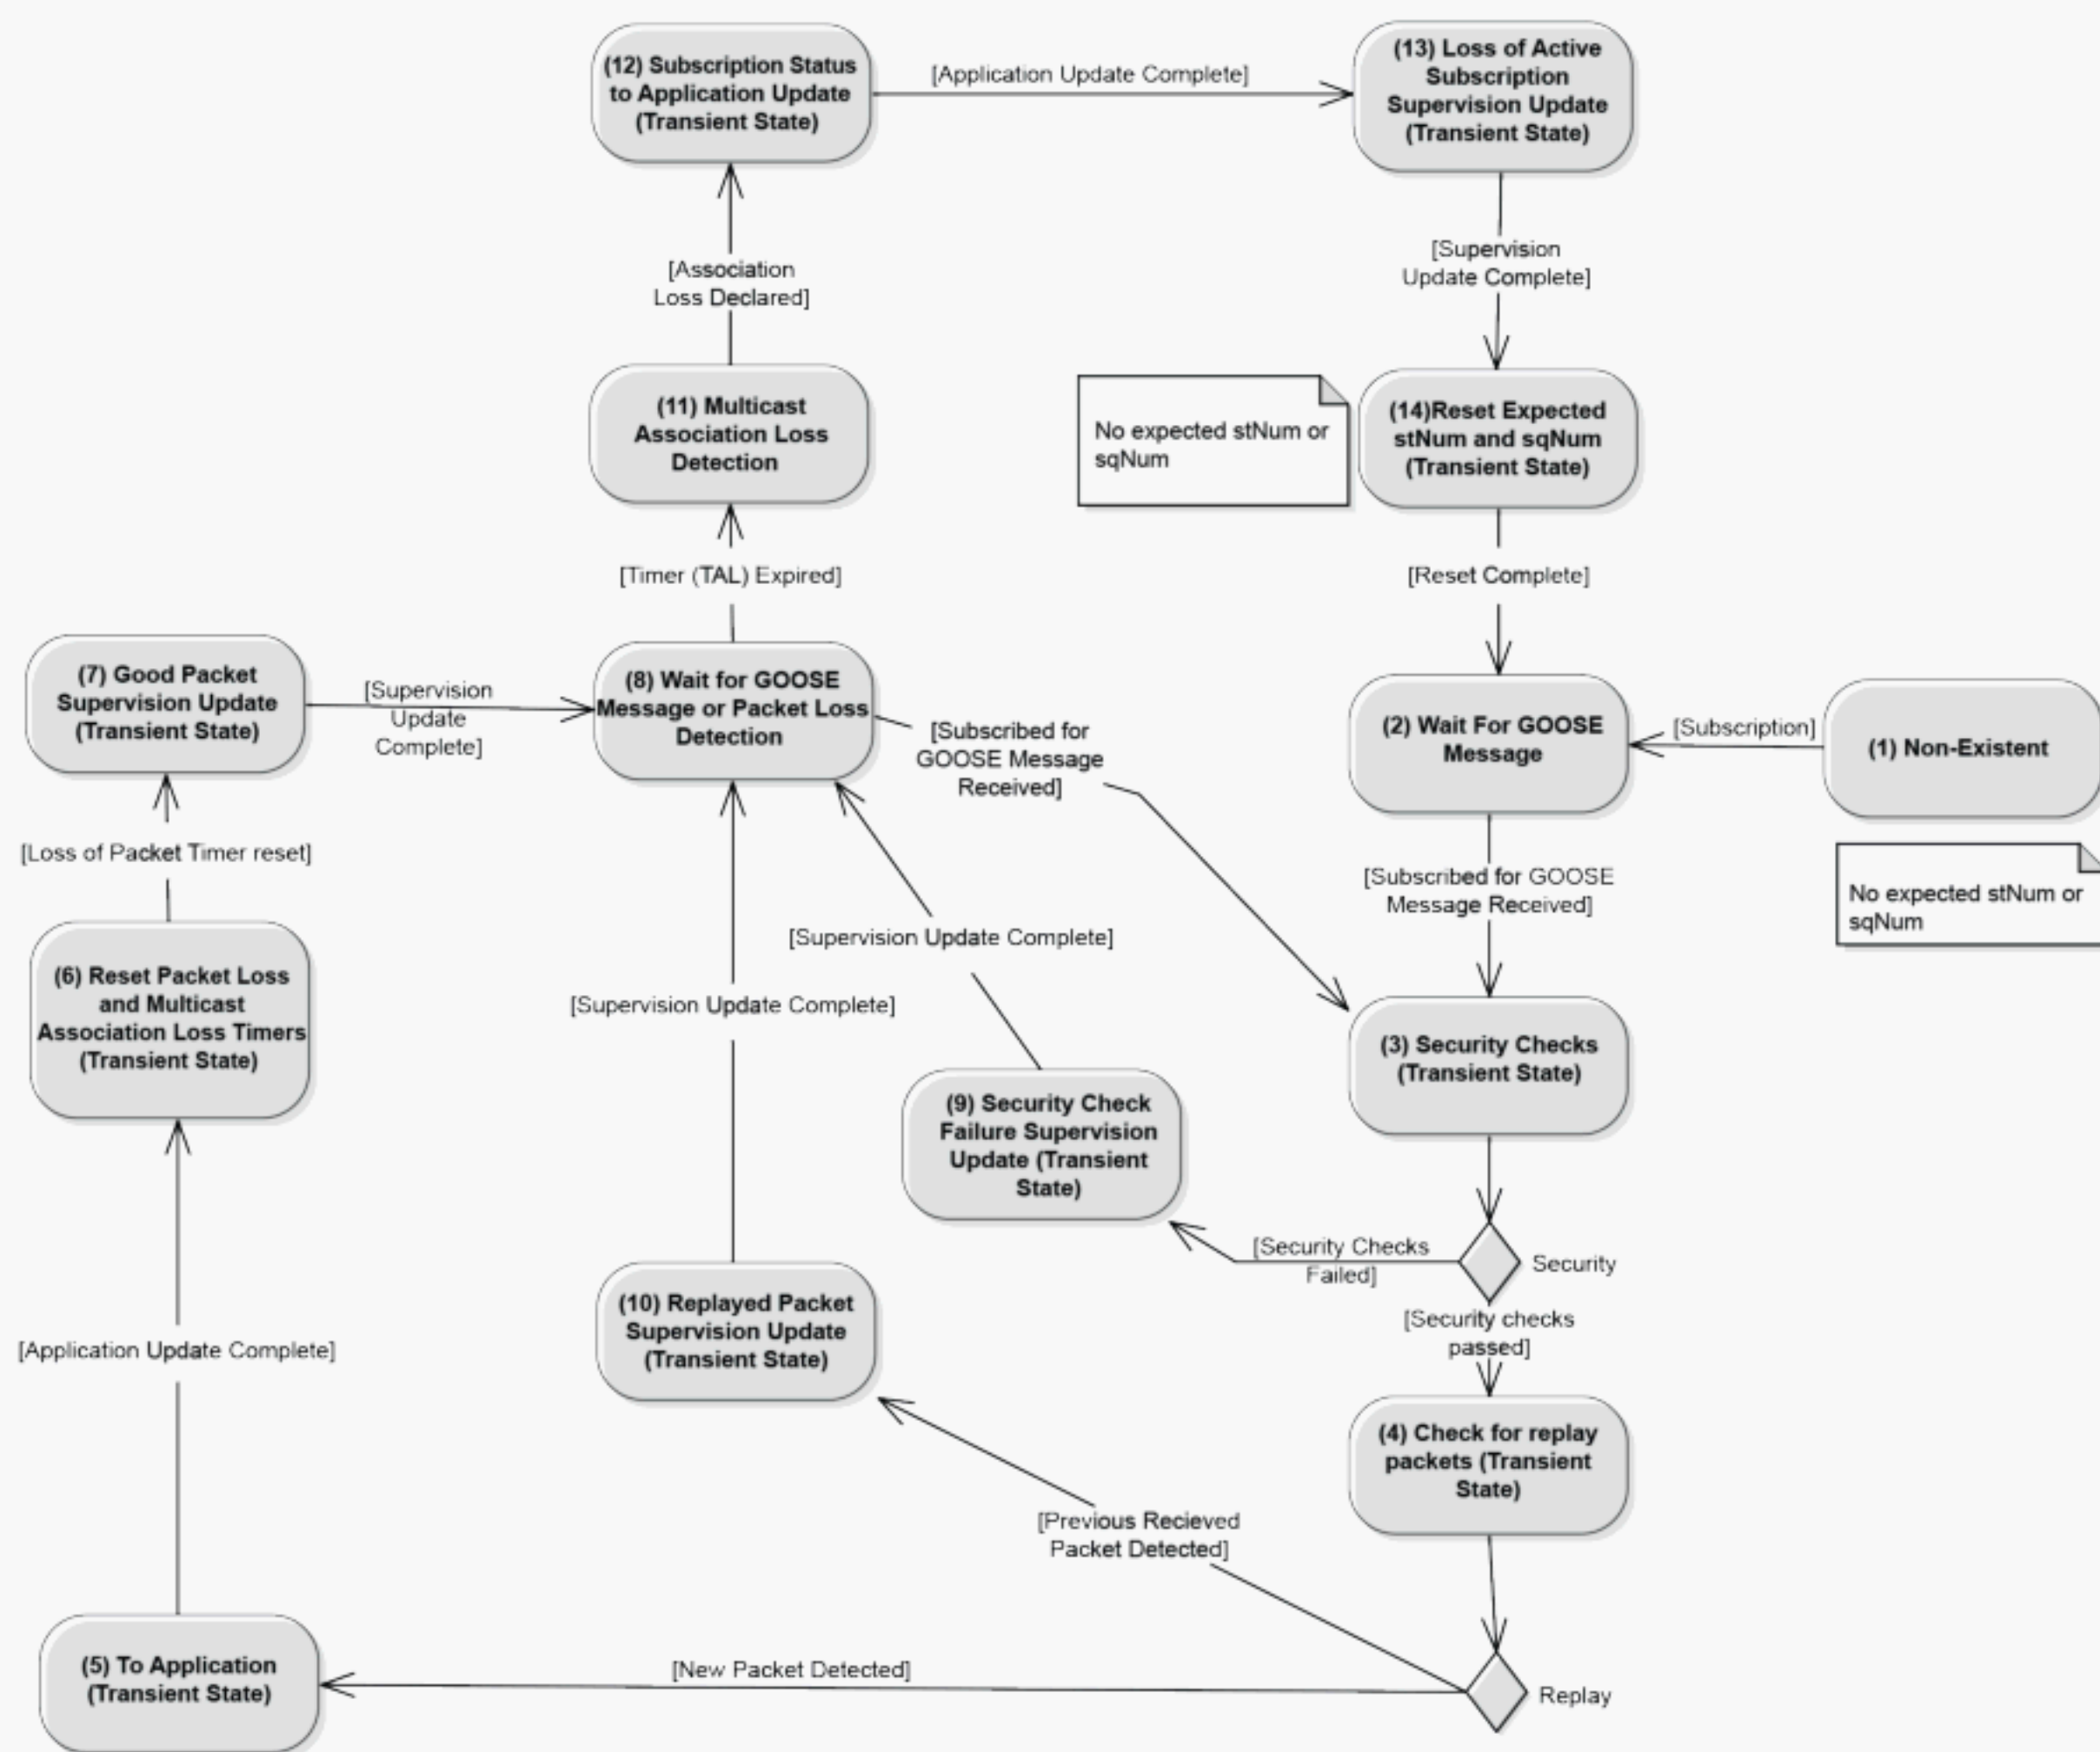 (12) Subscription Status
to Application Update
(Transient State)
[Application Update Complete]
(13) Loss of Active
Subscription
Supervision Update
(Transient State)
[Association
Loss Declared]
[Supervision
Update Complete]
(11) Multicast
Association Loss
Detection
No expected stNum or
sqNum
(14)Reset Expected
stNum and sqNum
(Transient State)
[Timer (TAL) Expired]
[Reset Complete]
(7) Good Packet
Supervision Update
(Transient State)
[Supervision
Update
Complete]
(8) Wait for GOOSE
Message or Packet Loss
Detection
[Subscribed for
GOOSE Message
Received]
(2) Wait For GOOSE
Message
[Subscription]
(1) Non-Existent
[Loss of Packet Timer reset]
[Subscribed for GOOSE
Message Received]
No expected stNum or
sqNum
(6) Reset Packet Loss
and Multicast
Association Loss Timers
(Transient State)
[Supervision Update Complete]
[Supervision Update Complete]
(3) Security Checks
(Transient State)
(9) Security Check
Failure Supervision
Update (Transient
State)
[Security Checks
Failed]
Security
[Security checks
passed]
(10) Replayed Packet
Supervision Update
(Transient State)
[Application Update Complete]
(4) Check for replay
packets (Transient
State)
[Previous Recieved
Packet Detected]
(5) To Application
(Transient State)
[New Packet Detected]
Replay